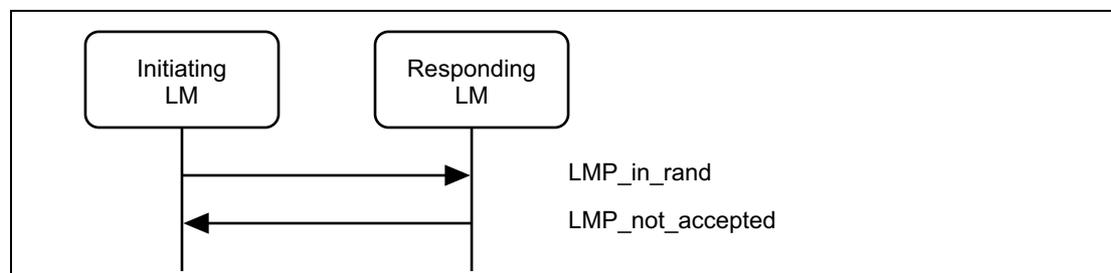 Initiating
LM
Responding
LM
LMP_in_rand
LMP_not_accepted